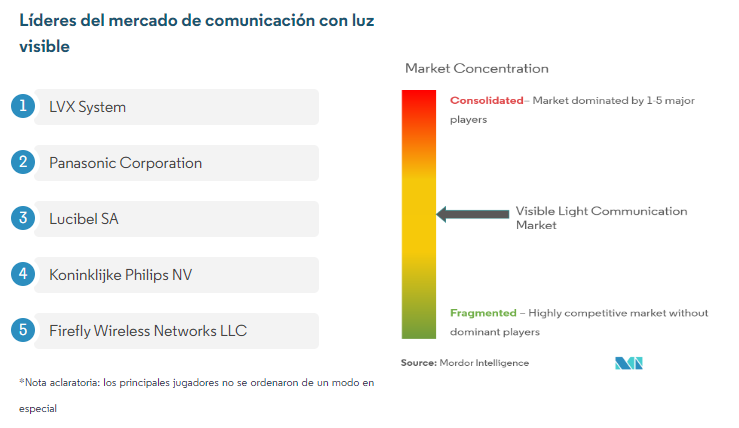 Líderes del mercado de comunicación con luz
visible
1 LVX System
2 Panasonic Corporation
3 Lucibel SA
4 Koninklijke Philips NV
5 Firefly Wireless Networks LLC
*Nota aclaratoria: los principales jugadores no se ordenaron de un modo en
especial
Market Concentration
Consolidated– Market dominated by 1-5 major
players
Visible Light Communication
Market
Fragmented – Highly competitive market without
dominant players
Source: Mordor Intelligence